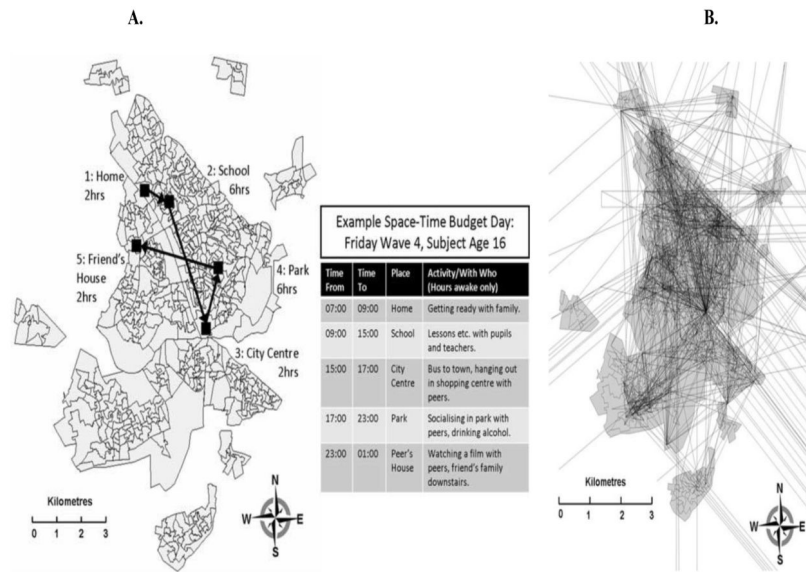 A.
B.
1: Home
2hrs
2: School
6hrs
5: Friend's
House
2hrs
4: Park
6hrs
3: City Centre
2hrs
Kilometres
0 1 2 3
N
W E
S
Example Space-Time Budget Day:
Friday Wave 4, Subject Age 16
Time From Time To Place Activity/With Who (Hours awake only)
07:00 09:00 Home Getting ready with family.
09:00 15:00 School Lessons etc. with pupils
and teachers.
15:00 17:00 City Centre Bus to town, hanging out
in shopping centre with
peers.
17:00 23:00 Park Socialising in park with
peers, drinking alcohol.
23:00 01:00 Peer's House Watching a film with
peers, friend's family
downstairs.
Kilometres
0 1 2 3
N
W E
S